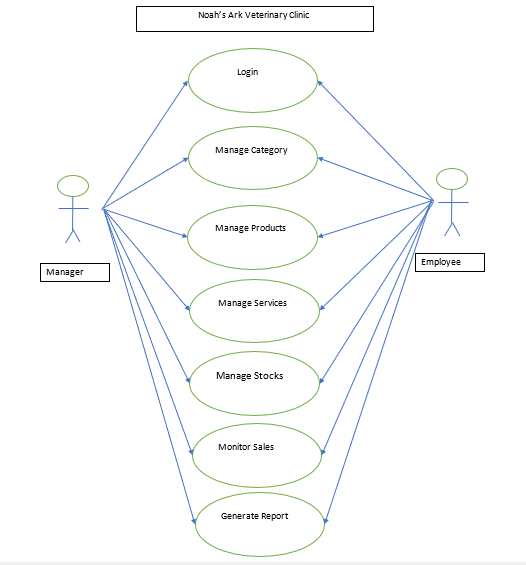 Noah's Ark Veterinary Clinic
Login
Manage Category
Manage Products
Manager
Employee
Manage Services
Manage Stocks
Monitor Sales
Generate Report